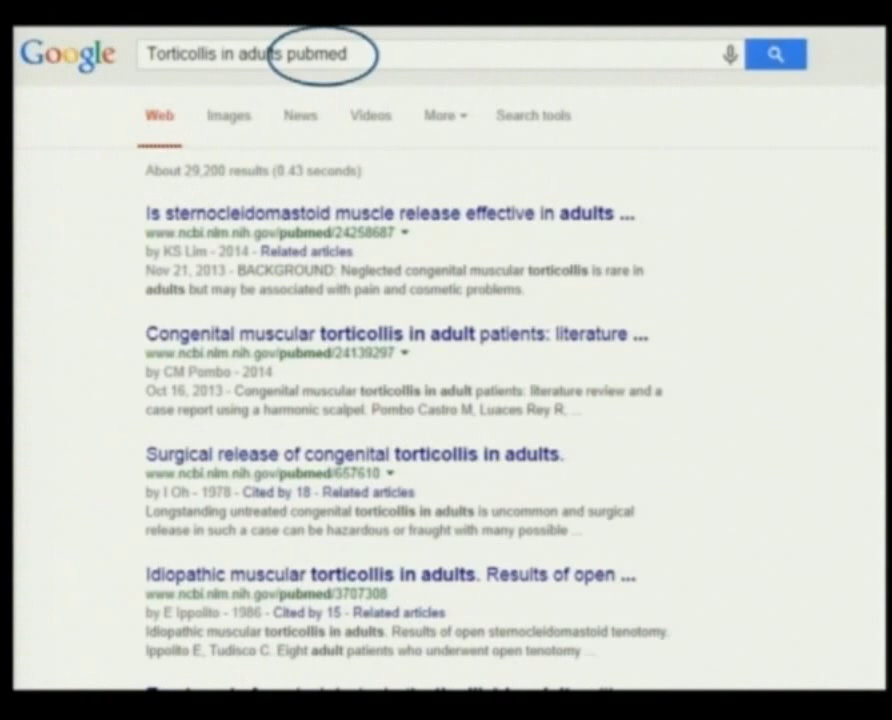 Google Torticollis in adults pubmed
Web Images News Videos More Search tools
About 29,200 results (0.43 seconds)
Is sternocleidomastoid muscle release effective in adults ...
www.ncbi.nlm.nih.gov/pubmed/24258687
by KS Lim - 2014 - Related articles
Nov 21, 2013 - BACKGROUND: Neglected congenital muscular torticollis is rare in
adults but may be associated with pain and cosmetic problems.
Congenital muscular torticollis in adult patients: literature ...
www.ncbi.nlm.nih.gov/pubmed/24139297
by CM Pombo - 2014
Oct 16, 2013 - Congenital muscular torticollis in adult patients: literature review and a
case report using a harmonic scalpel. Pombo Castro M, Luaces Rey R, ...
Surgical release of congenital torticollis in adults.
www.ncbi.nlm.nih.gov/pubmed/657610
by I Oh - 1978 - Cited by 18 - Related articles
Longstanding untreated congenital torticollis in adults is uncommon and surgical
release in such a case can be hazardous or fraught with many possible ...
Idiopathic muscular torticollis in adults. Results of open ...
www.ncbi.nlm.nih.gov/pubmed/3707308
by E Ippolito - 1986 - Cited by 15 - Related articles
Idiopathic muscular torticollis in adults. Results of open sternocleidomastoid tenotomy.
Ippolito E, Tudisco C. Eight adult patients who underwent open tenotomy ...